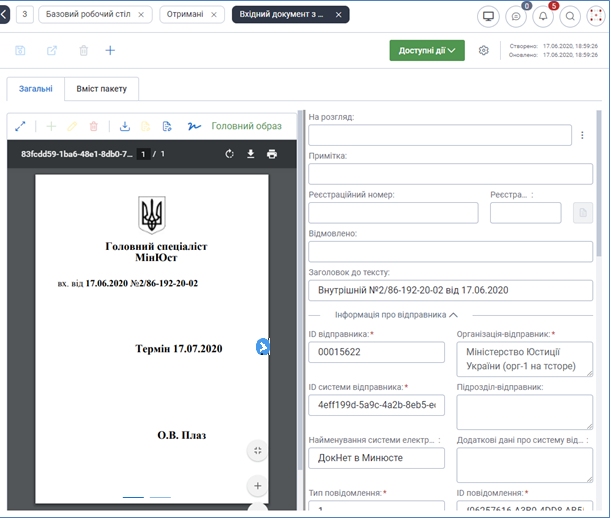 3
Базовий робочий стіл
Отримані
Вхідний документ з ...
0
5
Доступні дії
Створено: 17.06.2020, 18:59:26
Оновлено: 17.06.2020, 18:59:26
Загальні
Вміст пакету
Головний образ
83fcdd59-1ba6-48e1-8db0-7...
1 / 1
Головний спеціаліст
МінЮст
вх. від 17.06.2020 №2/86-192-20-02
Термін 17.07.2020
О.В. Плаз
На розгляд:
Примітка:
Реєстраційний номер:
Реєстра... :
Відмовлено:
Заголовок до тексту:
Внутрішній №2/86-192-20-02 від 17.06.2020
Інформація про відправника
ID відправника: *
Організація-відправник: *
00015622
Міністерство Юстиції
України (орг-1 на тсторе)
ID системи відправника: *
Підрозділ-відправник:
4eff199d-5a9c-4a2b-8eb5-e
Найменування системи електр... :
Додаткові дані про систему від... :
ДокНет в Минюсте
Тип повідомлення: *
ID повідомлення: *
1